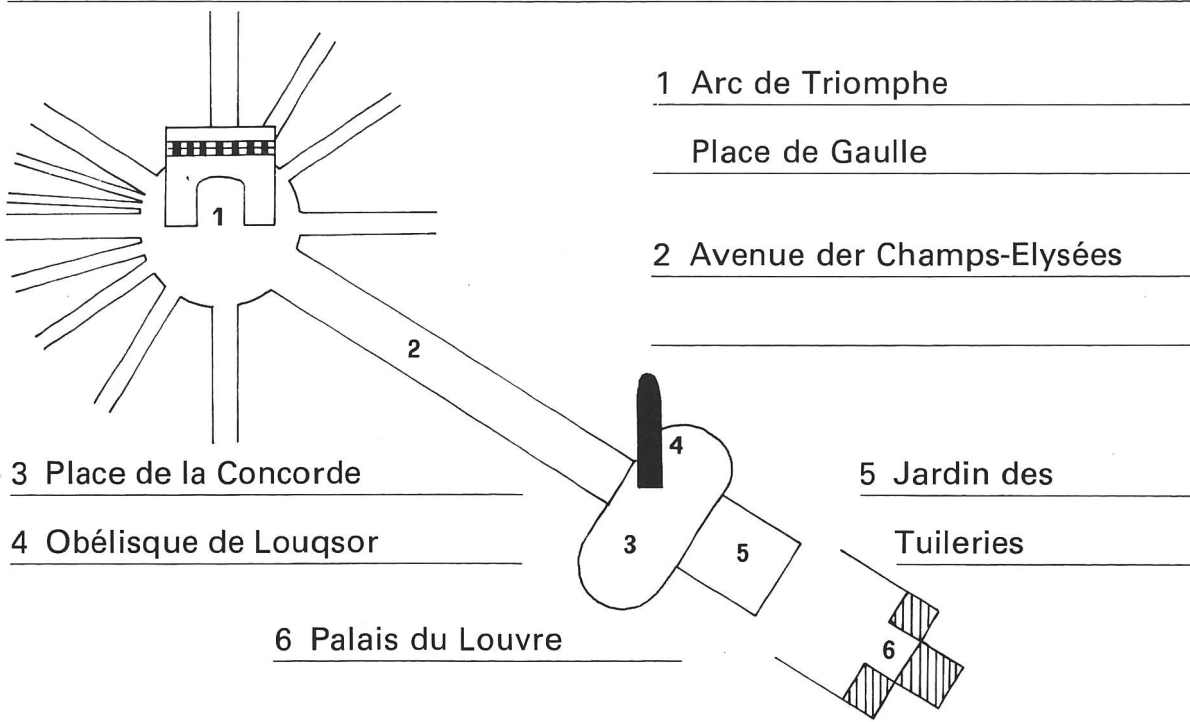 1 Arc de Triomphe
Place de Gaulle
2 Avenue der Champs-Elysées
3 Place de la Concorde
4 Obélisque de Louqsor
5 Jardin des
Tuileries
6 Palais du Louvre
1
2
4
3
5
6